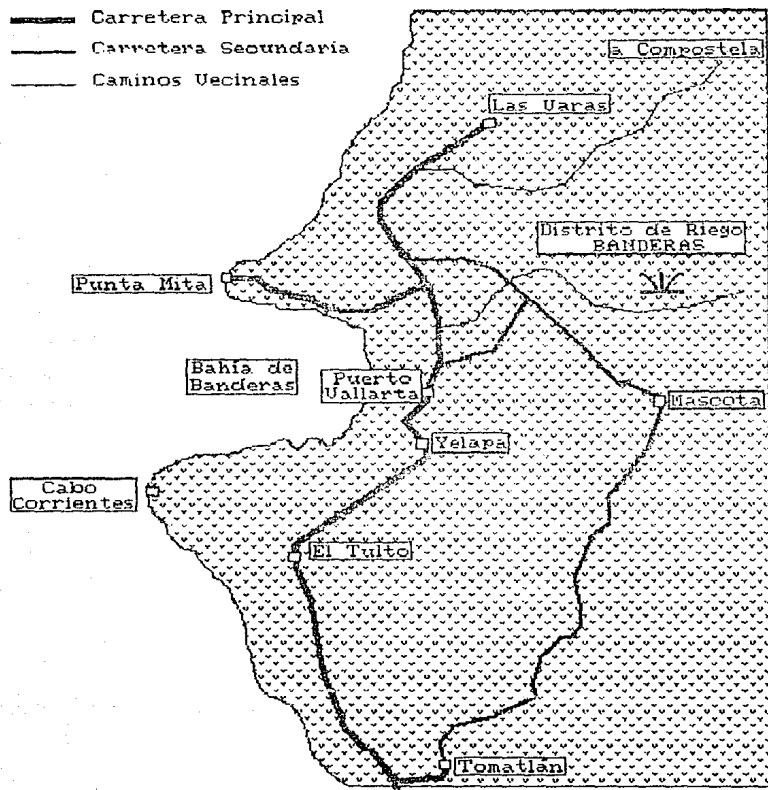 Carretera Principal
Carretera Secundaria
Caminos Vecinales
a Compostela
Las Varas
Distrito de Riego
BANDERAS
Punta Mita
Bahía de
Banderas
Puerto
Vallarta
Mascota
Yelapa
Cabo
Corrientes
El Tulto
Tomatlán